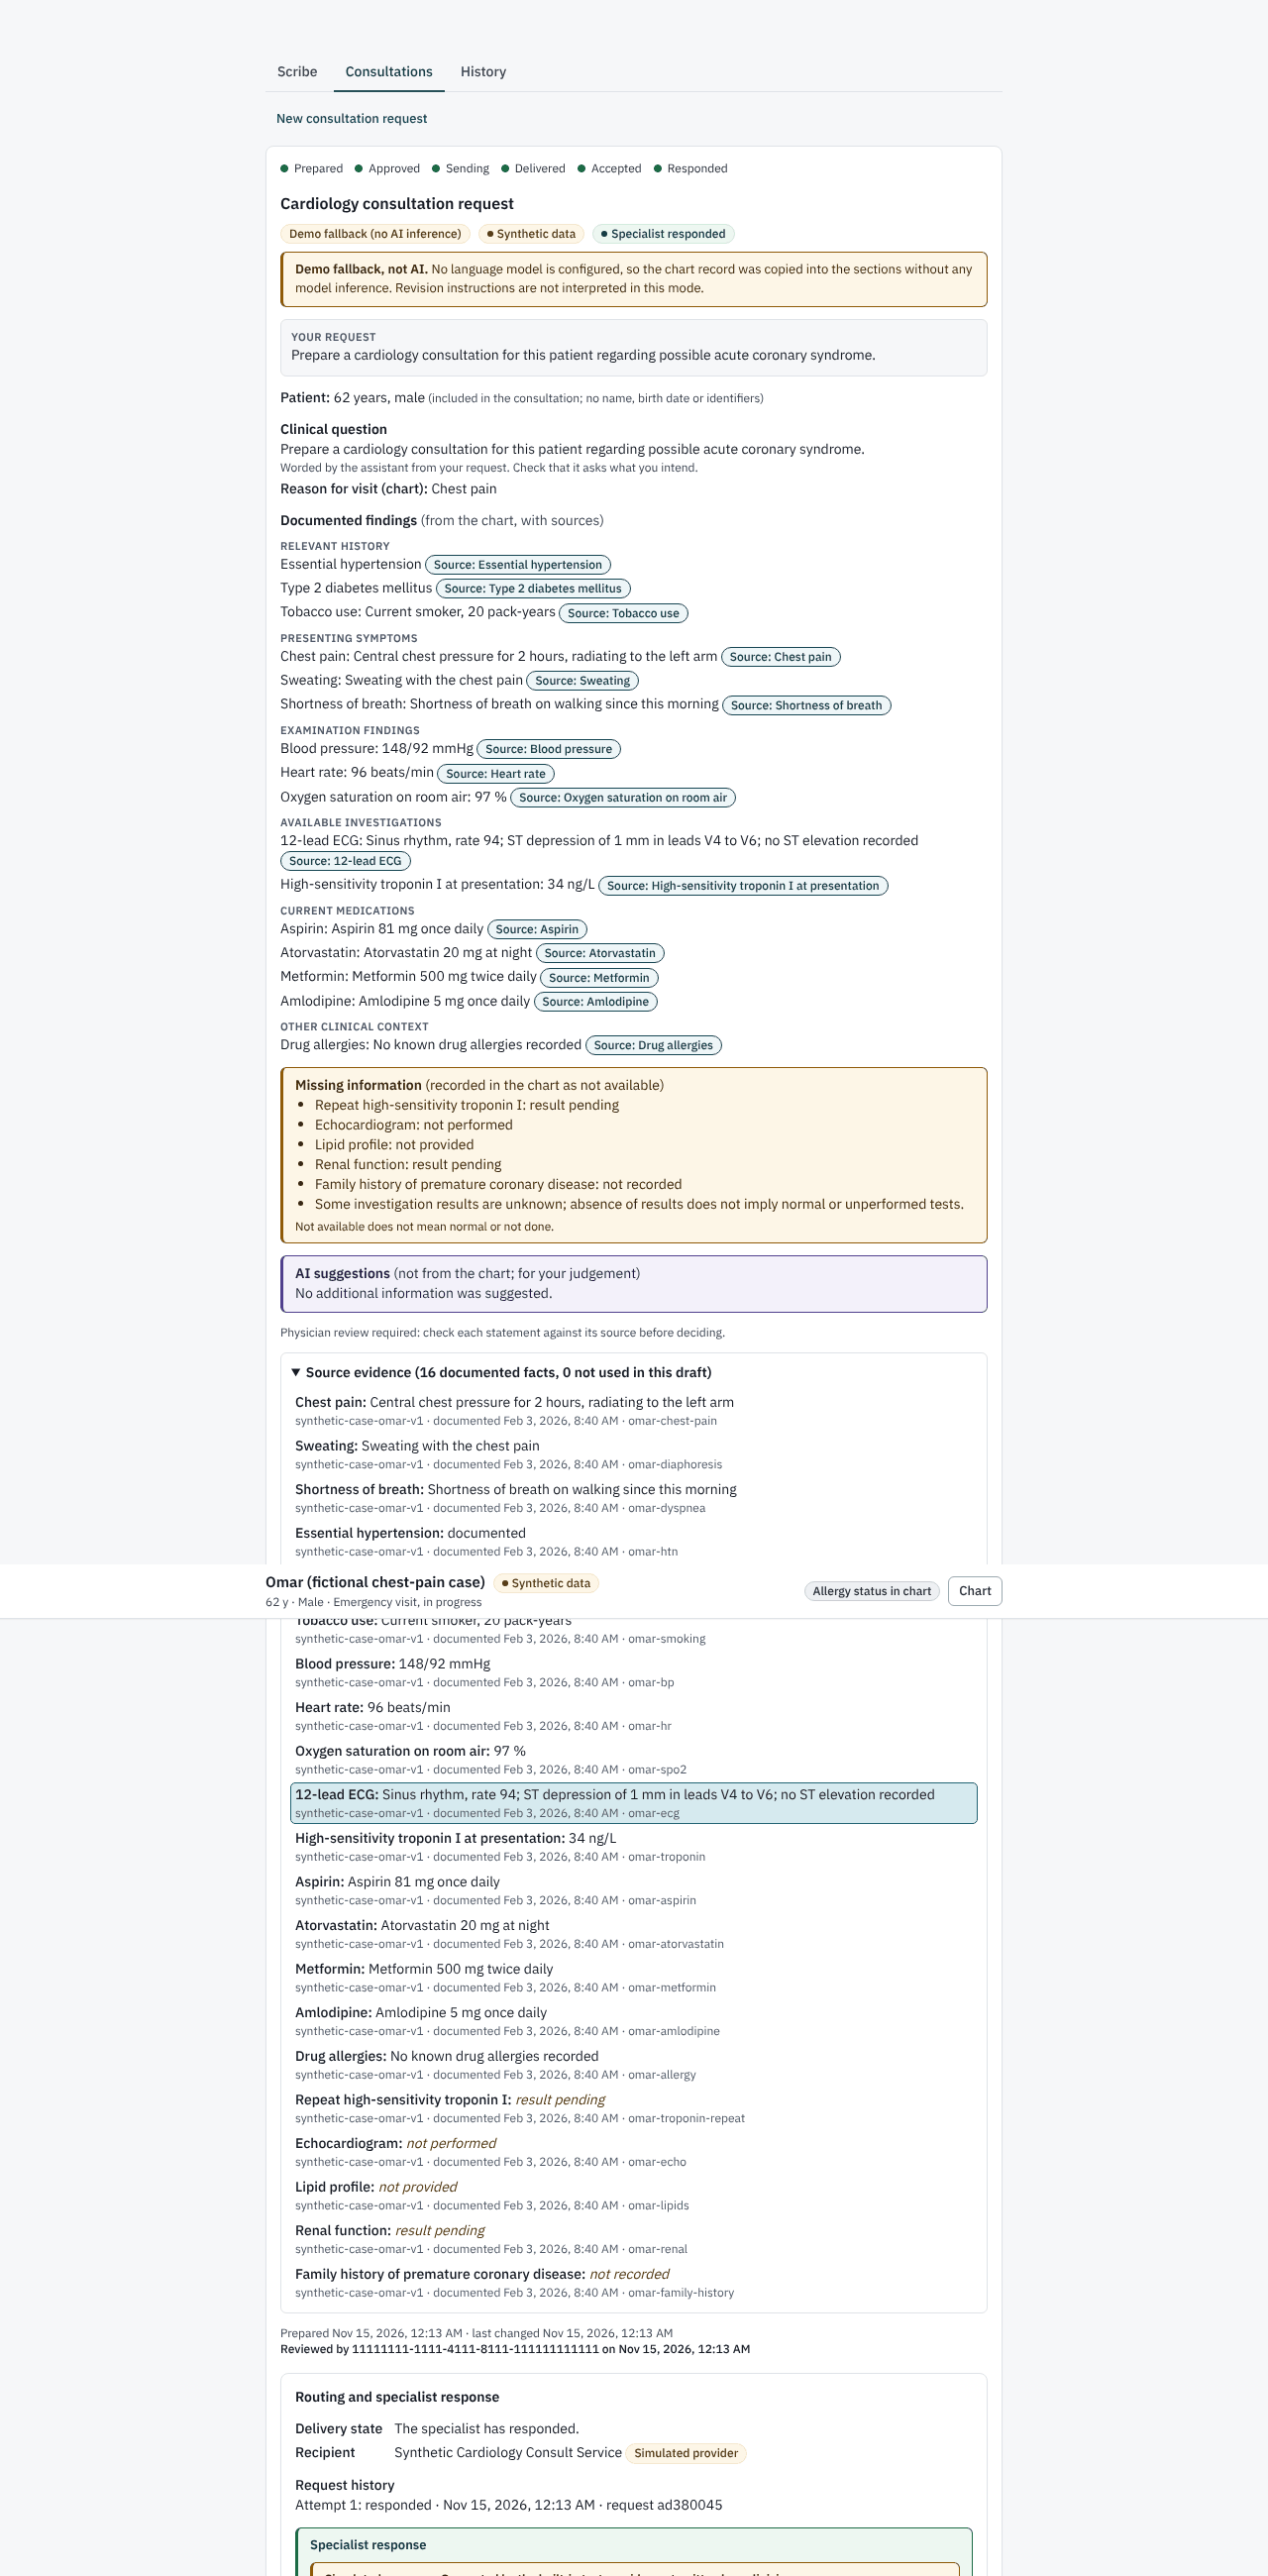 Scribe
Consultations
History
New consultation request
Prepared
Approved
Sending
Delivered
Accepted
Responded
Cardiology consultation request
Demo fallback (no AI inference)
Synthetic data
Specialist responded
Demo fallback, not AI. No language model is configured, so the chart record was copied into the sections without any
model inference. Revision instructions are not interpreted in this mode.
YOUR REQUEST
Prepare a cardiology consultation for this patient regarding possible acute coronary syndrome.
Patient: 62 years, male (included in the consultation; no name, birth date or identifiers)
Clinical question
Prepare a cardiology consultation for this patient regarding possible acute coronary syndrome.
Worded by the assistant from your request. Check that it asks what you intend.
Reason for visit (chart): Chest pain
Documented findings (from the chart, with sources)
RELEVANT HISTORY
Essential hypertension Source: Essential hypertension
Type 2 diabetes mellitus Source: Type 2 diabetes mellitus
Tobacco use: Current smoker, 20 pack-years Source: Tobacco use
PRESENTING SYMPTOMS
Chest pain: Central chest pressure for 2 hours, radiating to the left arm Source: Chest pain
Sweating: Sweating with the chest pain Source: Sweating
Shortness of breath: Shortness of breath on walking since this morning Source: Shortness of breath
EXAMINATION FINDINGS
Blood pressure: 148/92 mmHg Source: Blood pressure
Heart rate: 96 beats/min Source: Heart rate
Oxygen saturation on room air: 97 % Source: Oxygen saturation on room air
AVAILABLE INVESTIGATIONS
12-lead ECG: Sinus rhythm, rate 94; ST depression of 1 mm in leads V4 to V6; no ST elevation recorded
Source: 12-lead ECG
High-sensitivity troponin I at presentation: 34 ng/L Source: High-sensitivity troponin I at presentation
CURRENT MEDICATIONS
Aspirin: Aspirin 81 mg once daily Source: Aspirin
Atorvastatin: Atorvastatin 20 mg at night Source: Atorvastatin
Metformin: Metformin 500 mg twice daily Source: Metformin
Amlodipine: Amlodipine 5 mg once daily Source: Amlodipine
OTHER CLINICAL CONTEXT
Drug allergies: No known drug allergies recorded Source: Drug allergies
Missing information (recorded in the chart as not available)
• Repeat high-sensitivity troponin I: result pending
• Echocardiogram: not performed
• Lipid profile: not provided
• Renal function: result pending
• Family history of premature coronary disease: not recorded
• Some investigation results are unknown; absence of results does not imply normal or unperformed tests.
Not available does not mean normal or not done.
AI suggestions (not from the chart; for your judgement)
No additional information was suggested.
Physician review required: check each statement against its source before deciding.
▼ Source evidence (16 documented facts, 0 not used in this draft)
Chest pain: Central chest pressure for 2 hours, radiating to the left arm
synthetic-case-omar-v1 · documented Feb 3, 2026, 8:40 AM · omar-chest-pain
Sweating: Sweating with the chest pain
synthetic-case-omar-v1 · documented Feb 3, 2026, 8:40 AM · omar-diaphoresis
Shortness of breath: Shortness of breath on walking since this morning
synthetic-case-omar-v1 · documented Feb 3, 2026, 8:40 AM · omar-dyspnea
Essential hypertension: documented
synthetic-case-omar-v1 · documented Feb 3, 2026, 8:40 AM · omar-htn
Omar (fictional chest-pain case) Synthetic data
62 y · Male · Emergency visit, in progress
Allergy status in chart
Chart
Tobacco use: Current smoker, 20 pack-years
synthetic-case-omar-v1 · documented Feb 3, 2026, 8:40 AM · omar-smoking
Blood pressure: 148/92 mmHg
synthetic-case-omar-v1 · documented Feb 3, 2026, 8:40 AM · omar-bp
Heart rate: 96 beats/min
synthetic-case-omar-v1 · documented Feb 3, 2026, 8:40 AM · omar-hr
Oxygen saturation on room air: 97 %
synthetic-case-omar-v1 · documented Feb 3, 2026, 8:40 AM · omar-spo2
12-lead ECG: Sinus rhythm, rate 94; ST depression of 1 mm in leads V4 to V6; no ST elevation recorded
synthetic-case-omar-v1 · documented Feb 3, 2026, 8:40 AM · omar-ecg
High-sensitivity troponin I at presentation: 34 ng/L
synthetic-case-omar-v1 · documented Feb 3, 2026, 8:40 AM · omar-troponin
Aspirin: Aspirin 81 mg once daily
synthetic-case-omar-v1 · documented Feb 3, 2026, 8:40 AM · omar-aspirin
Atorvastatin: Atorvastatin 20 mg at night
synthetic-case-omar-v1 · documented Feb 3, 2026, 8:40 AM · omar-atorvastatin
Metformin: Metformin 500 mg twice daily
synthetic-case-omar-v1 · documented Feb 3, 2026, 8:40 AM · omar-metformin
Amlodipine: Amlodipine 5 mg once daily
synthetic-case-omar-v1 · documented Feb 3, 2026, 8:40 AM · omar-amlodipine
Drug allergies: No known drug allergies recorded
synthetic-case-omar-v1 · documented Feb 3, 2026, 8:40 AM · omar-allergy
Repeat high-sensitivity troponin I: result pending
synthetic-case-omar-v1 · documented Feb 3, 2026, 8:40 AM · omar-troponin-repeat
Echocardiogram: not performed
synthetic-case-omar-v1 · documented Feb 3, 2026, 8:40 AM · omar-echo
Lipid profile: not provided
synthetic-case-omar-v1 · documented Feb 3, 2026, 8:40 AM · omar-lipids
Renal function: result pending
synthetic-case-omar-v1 · documented Feb 3, 2026, 8:40 AM · omar-renal
Family history of premature coronary disease: not recorded
synthetic-case-omar-v1 · documented Feb 3, 2026, 8:40 AM · omar-family-history
Prepared Nov 15, 2026, 12:13 AM · last changed Nov 15, 2026, 12:13 AM
Reviewed by 11111111-1111-4111-8111-111111111111 on Nov 15, 2026, 12:13 AM
Routing and specialist response
Delivery state The specialist has responded.
Recipient Synthetic Cardiology Consult Service Simulated provider
Request history
Attempt 1: responded · Nov 15, 2026, 12:13 AM · request ad380045
Specialist response